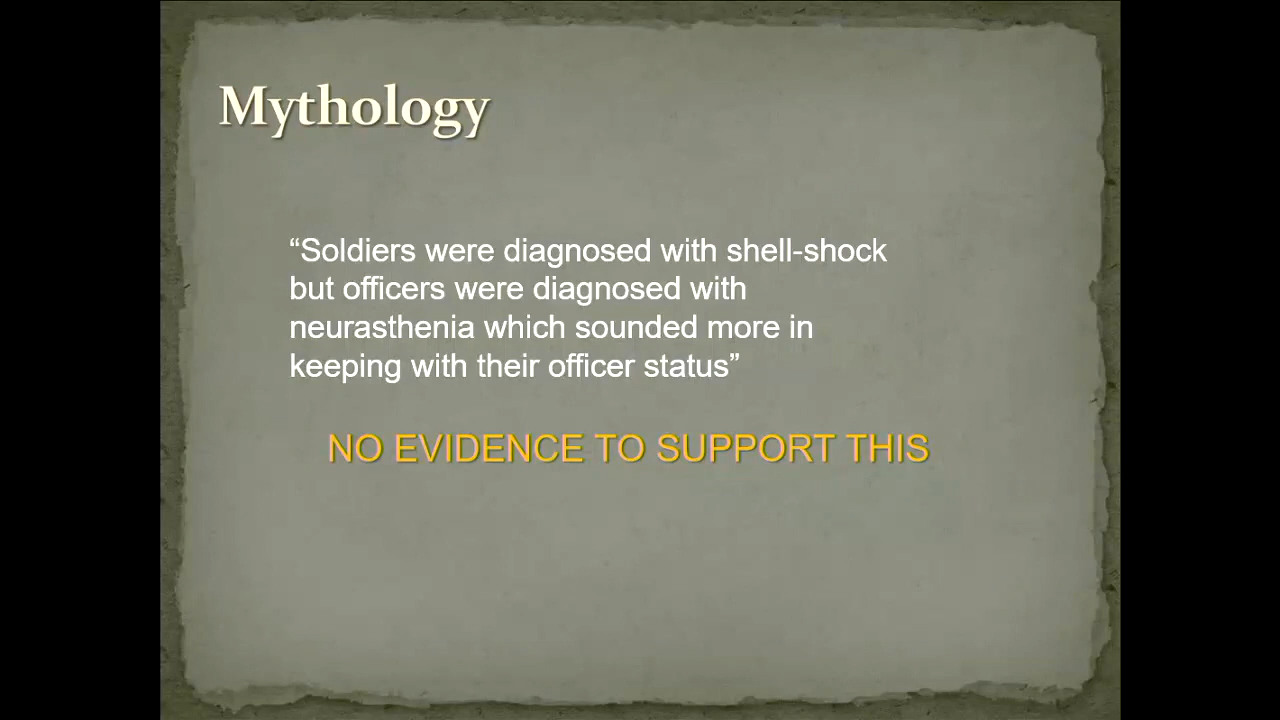 Mythology
“Soldiers were diagnosed with shell-shock
but officers were diagnosed with
neurasthenia which sounded more in
keeping with their officer status”
NO EVIDENCE TO SUPPORT THIS